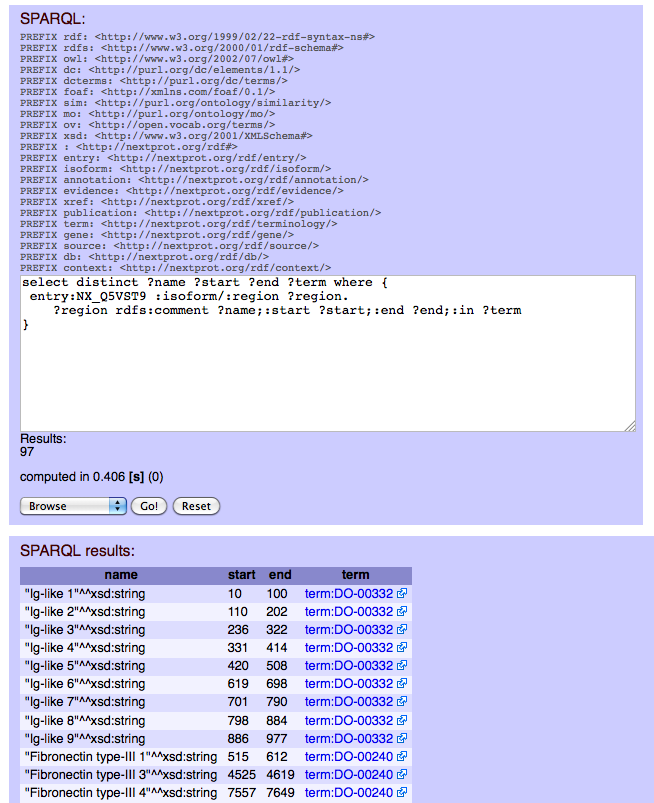 SPARQL:
PREFIX rdf: <http://www.w3.org/1999/02/22-rdf-syntax-ns#>
PREFIX rdfs: <http://www.w3.org/2000/01/rdf-schema#>
PREFIX owl: <http://www.w3.org/2002/07/owl#>
PREFIX dc: <http://purl.org/dc/elements/1.1/>
PREFIX dcterms: <http://purl.org/dc/terms/>
PREFIX foaf: <http://xmlns.com/foaf/0.1/>
PREFIX sim: <http://purl.org/ontology/similarity/>
PREFIX mo: <http://purl.org/ontology/mo/>
PREFIX ov: <http://open.vocab.org/terms/>
PREFIX xsd: <http://www.w3.org/2001/XMLSchema#>
PREFIX : <http://nextprot.org/rdf#>
PREFIX entry: <http://nextprot.org/rdf/entry/>
PREFIX isoform: <http://nextprot.org/rdf/isoform/>
PREFIX annotation: <http://nextprot.org/rdf/annotation/>
PREFIX evidence: <http://nextprot.org/rdf/evidence/>
PREFIX xref: <http://nextprot.org/rdf/xref/>
PREFIX publication: <http://nextprot.org/rdf/publication/>
PREFIX term: <http://nextprot.org/rdf/terminology/>
PREFIX gene: <http://nextprot.org/rdf/gene/>
PREFIX source: <http://nextprot.org/rdf/source/>
PREFIX db: <http://nextprot.org/rdf/db/>
PREFIX context: <http://nextprot.org/rdf/context/>
select distinct ?name ?start ?end ?term where {
entry:NX_Q5VST9 :isoform/:region ?region.
?region rdfs:comment ?name;:start ?start;:end ?end;:in ?term
}
Results:
97
computed in 0.406 [s] (0)
Browse Go! Reset
SPARQL results:
name start end term
"Ig-like 1"^^xsd:string 10 100 term:DO-00332
"Ig-like 2"^^xsd:string 110 202 term:DO-00332
"Ig-like 3"^^xsd:string 236 322 term:DO-00332
"Ig-like 4"^^xsd:string 331 414 term:DO-00332
"Ig-like 5"^^xsd:string 420 508 term:DO-00332
"Ig-like 6"^^xsd:string 619 698 term:DO-00332
"Ig-like 7"^^xsd:string 701 790 term:DO-00332
"Ig-like 8"^^xsd:string 798 884 term:DO-00332
"Ig-like 9"^^xsd:string 886 977 term:DO-00332
"Fibronectin type-III 1"^^xsd:string 515 612 term:DO-00240
"Fibronectin type-III 3"^^xsd:string 4525 4619 term:DO-00240
"Fibronectin type-III 4"^^xsd:string 7557 7649 term:DO-00240